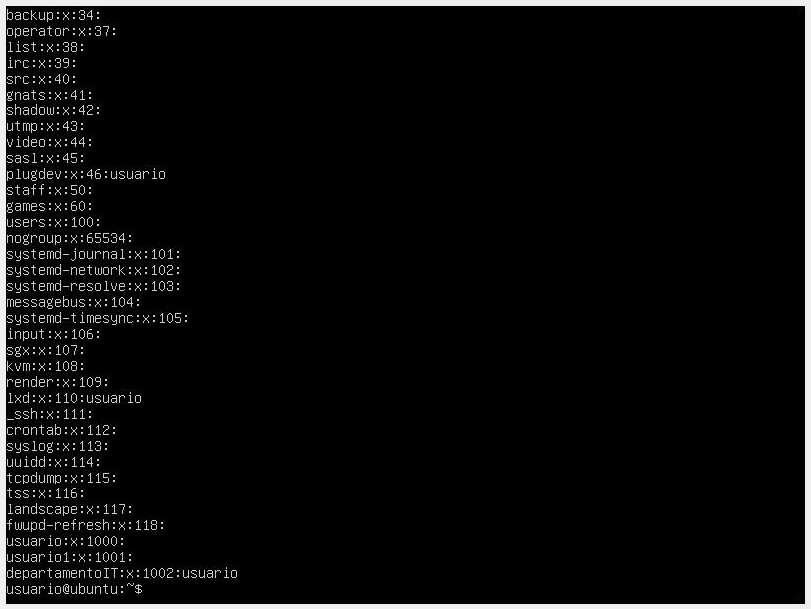 backup:x:34:
operator:x:37:
list:x:38:
irc:x:39:
src:x:40:
gnats:x:41:
shadow:x:42:
utmp:x:43:
video:x:44:
sasl:x:45:
plugdev:x:46:usuario
staff:x:50:
games:x:60:
users:x:100:
nogroup:x:65534:
systemd-journal:x:101:
systemd-network:x:102:
systemd-resolve:x:103:
messagebus:x:104:
systemd-timesync:x:105:
input:x:106:
sgx:x:107:
kvm:x:108:
render:x:109:
lxd:x:110:usuario
_ssh:x:111:
crontab:x:112:
syslog:x:113:
uuidd:x:114:
tcpdump:x:115:
tss:x:116:
landscape:x:117:
fwupd-refresh:x:118:
usuario:x:1000:
usuario1:x:1001:
departamentoIT:x:1002:usuario
usuario@ubuntu:~$